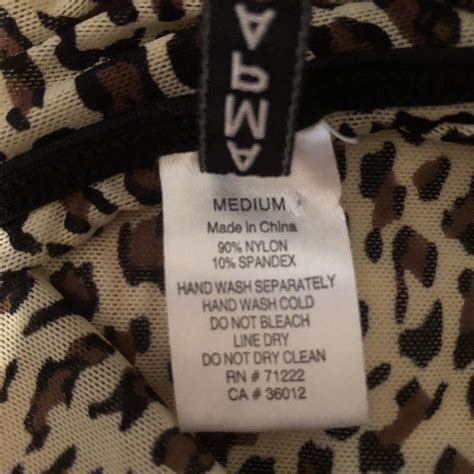 MEDIUM
Made in China
90% NYLON
10% SPANDEX
HAND WASH SEPARATELY
HAND WASH COLD
DO NOT BLEACH
LINE DRY
DO NOT DRY CLEAN
RN # 71222
CA # 36012